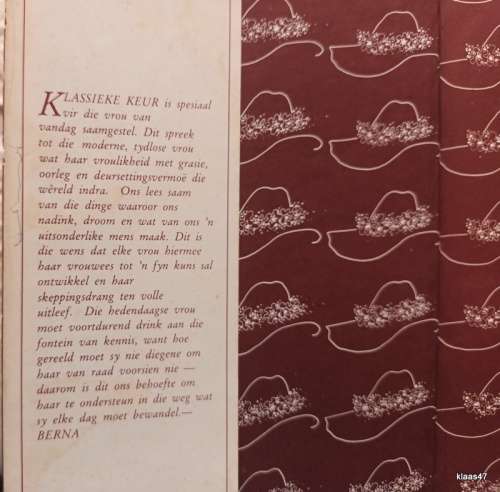 KLASSIEKE KEUR is spesiaal
vir die vrou van
vandag saamgestel. Dit spreek
tot die moderne, tydlose vrou
wat haar vroulikheid met grasie,
oorleg en deursettingsvermoë die
wêreld indra. Ons lees saam
van die dinge waaroor ons
nadink, droom en wat van ons 'n
uitsonderlike mens maak. Dit is
die wens dat elke vrou hiermee
haar vrouwees tot 'n fyn kuns sal
ontwikkel en haar
skeppingsdrang ten volle
uitleef. Die hedendaagse vrou
moet voortdurend drink aan die
fontein van kennis, want hoe
gereeld moet sy nie diegene om
haar van raad voorsien nie —
daarom is dit ons behoefte om
haar te ondersteun in die weg wat
sy elke dag moet bewandel.—
BERNA
klaas47